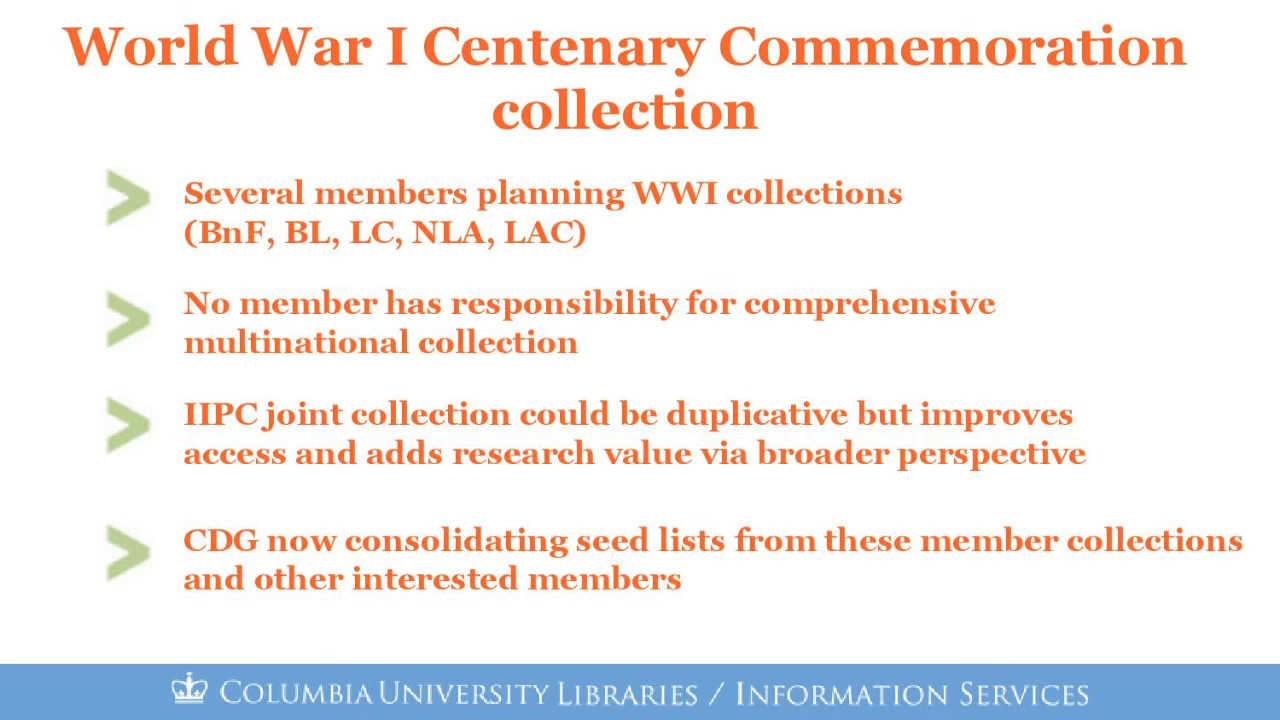 World War I Centenary Commemoration
collection
Several members planning WWI collections
(BnF, BL, LC, NLA, LAC)
No member has responsibility for comprehensive
multinational collection
IIPC joint collection could be duplicative but improves
access and adds research value via broader perspective
CDG now consolidating seed lists from these member collections
and other interested members
Columbia University Libraries / Information Services